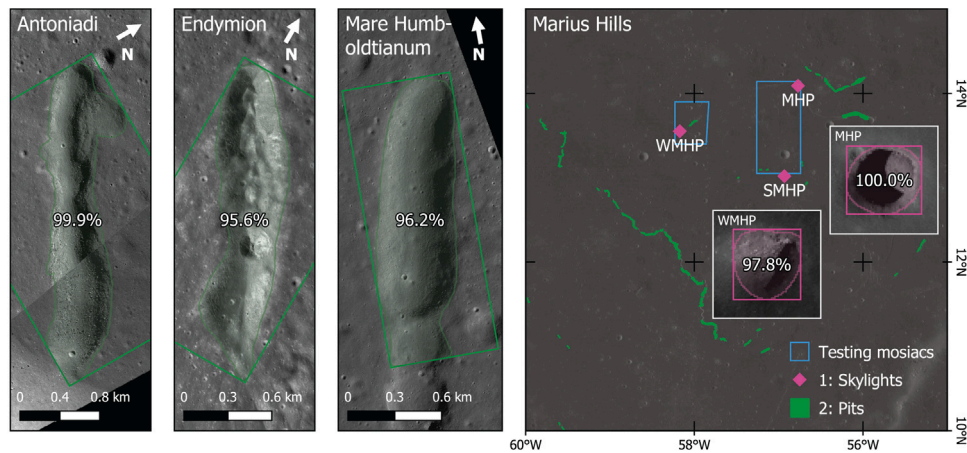 Antoniadi
N
99.9%
0 0.4 0.8 km
Endymion
N
95.6%
0 0.3 0.6 km
Mare Humb-
oldtianum
N
96.2%
0 0.3 0.6 km
Marius Hills
MHP
WMHP
SMHP
MHP
100.0%
WMHP
97.8%
Testing mosiacs
1: Skylights
2: Pits
14°N
12°N
10°N
60°W 58°W 56°W